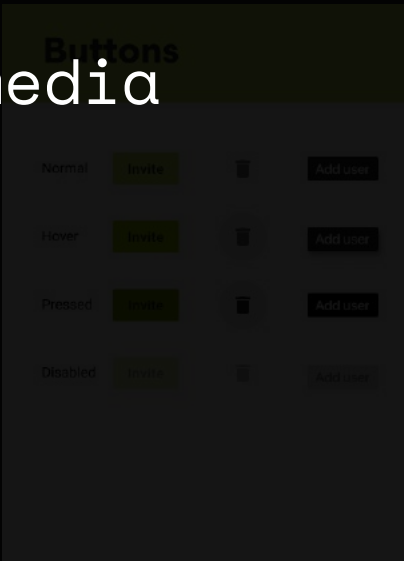 Buttons
edia
Normal Invite Add user
Hover Invite Add user
Pressed Invite Add user
Disabled Invite Add user